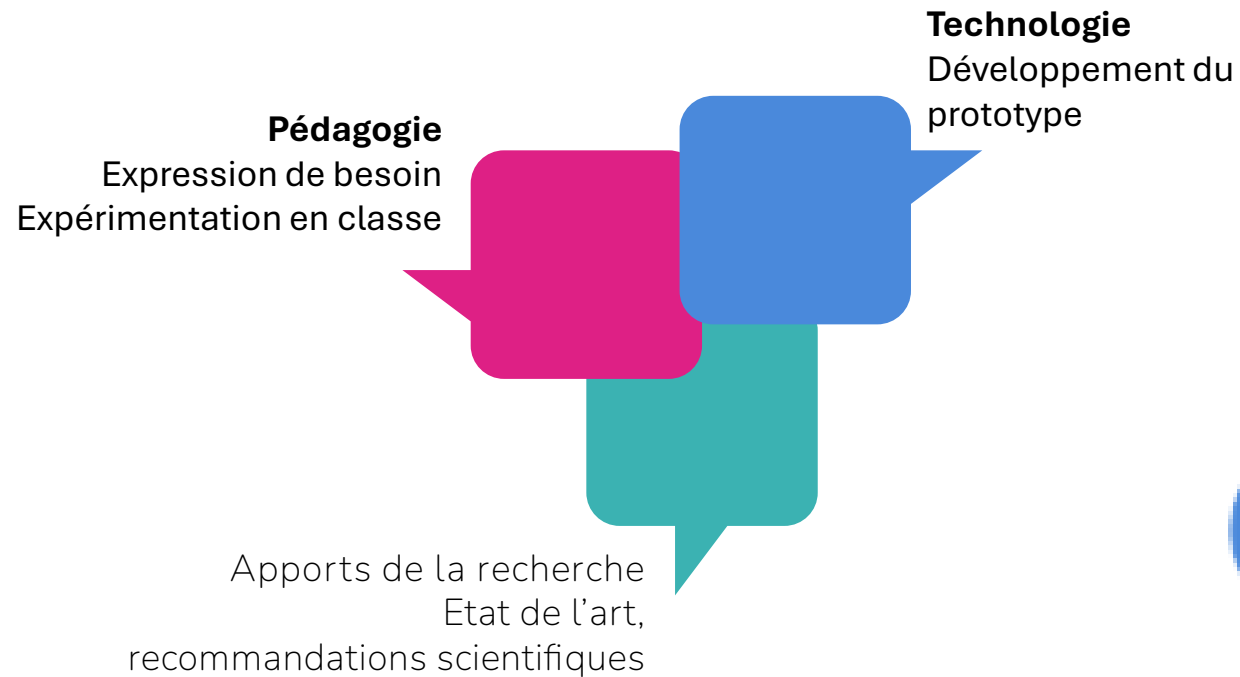 Technologie
Développement du
prototype
Pédagogie
Expression de besoin
Expérimentation en classe
Apports de la recherche
Etat de l’art,
recommandations scientifiques